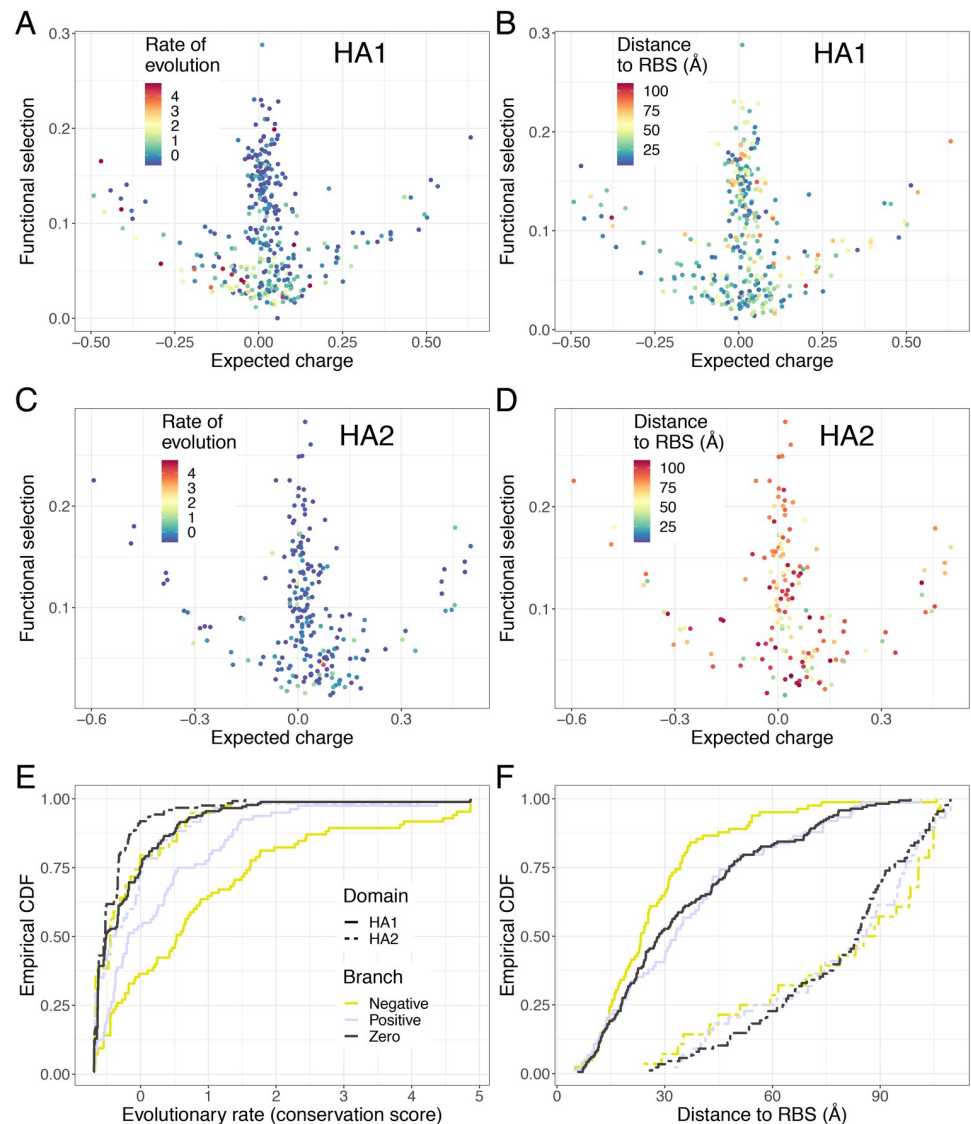 A
HA1
Rate of
evolution
4
3
2
1
0
0.3
0.2
0.1
0.0
Functional selection
−0.50
−0.25
0.00
0.25
0.50
Expected charge
B
HA1
Distance
to RBS (Å)
100
75
50
25
0.3
0.2
0.1
0.0
Functional selection
−0.50
−0.25
0.00
0.25
0.50
Expected charge
C
HA2
Rate of
evolution
4
3
2
1
0
0.2
0.1
Functional selection
−0.6
−0.3
0.0
0.3
Expected charge
D
HA2
Distance
to RBS (Å)
100
75
50
25
0.2
0.1
Functional selection
−0.6
−0.3
0.0
0.3
Expected charge
E
1.00
0.75
0.50
0.25
0.00
Empirical CDF
Domain
HA1
HA2
Branch
Negative
Positive
Zero
0
1
2
3
4
5
Evolutionary rate (conservation score)
F
1.00
0.75
0.50
0.25
0.00
Empirical CDF
0
30
60
90
Distance to RBS (Å)